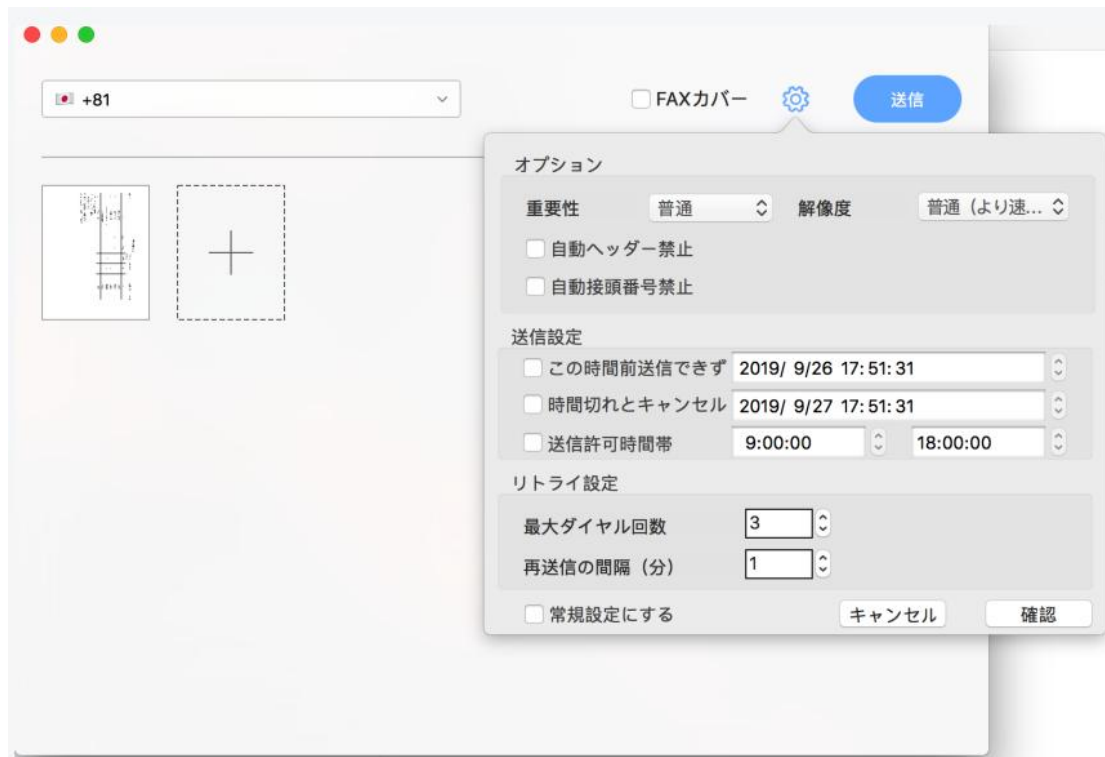 +81
FAXカバー
送信
オプション
重要性 普通 解像度 普通（より速...
自動ヘッダー禁止
自動接頭番号禁止
送信設定
この時間前送信できず 2019/ 9/26 17:51:31
時間切れとキャンセル 2019/ 9/27 17:51:31
送信許可時間帯 9:00:00 18:00:00
リトライ設定
最大ダイヤル回数 3
再送信の間隔（分） 1
常規設定にする キャンセル 確認